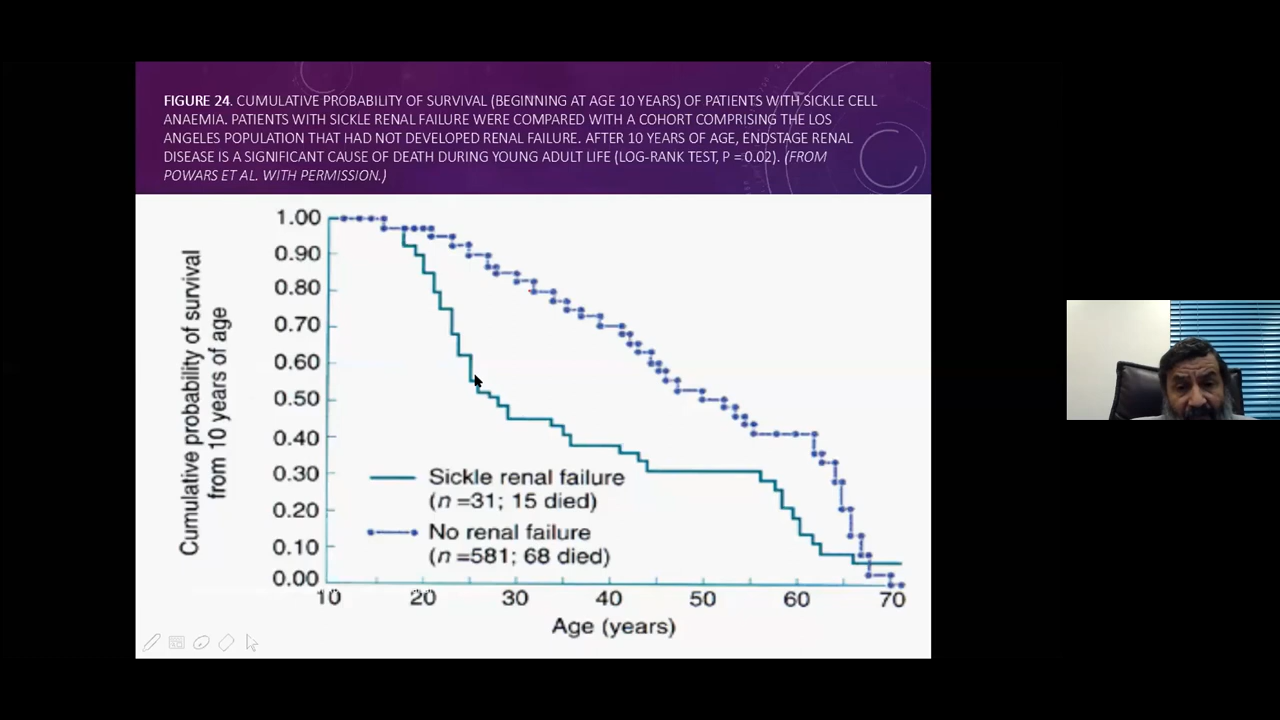 FIGURE 24. CUMULATIVE PROBABILITY OF SURVIVAL (BEGINNING AT AGE 10 YEARS) OF PATIENTS WITH SICKLE CELL
ANAEMIA. PATIENTS WITH SICKLE RENAL FAILURE WERE COMPARED WITH A COHORT COMPRISING THE LOS
ANGELES POPULATION THAT HAD NOT DEVELOPED RENAL FAILURE. AFTER 10 YEARS OF AGE, ENDSTAGE RENAL
DISEASE IS A SIGNIFICANT CAUSE OF DEATH DURING YOUNG ADULT LIFE (LOG-RANK TEST, P = 0.02). (FROM
POWARS ET AL. WITH PERMISSION.)
Cumulative probability of survival
from 10 years of age
1.00
0.90
0.80
0.70
0.60
0.50
0.40
0.30
0.20
0.10
0.00
Sickle renal failure
(n =31; 15 died)
No renal failure
(n =581; 68 died)
10 20 30 40 50 60 70
Age (years)